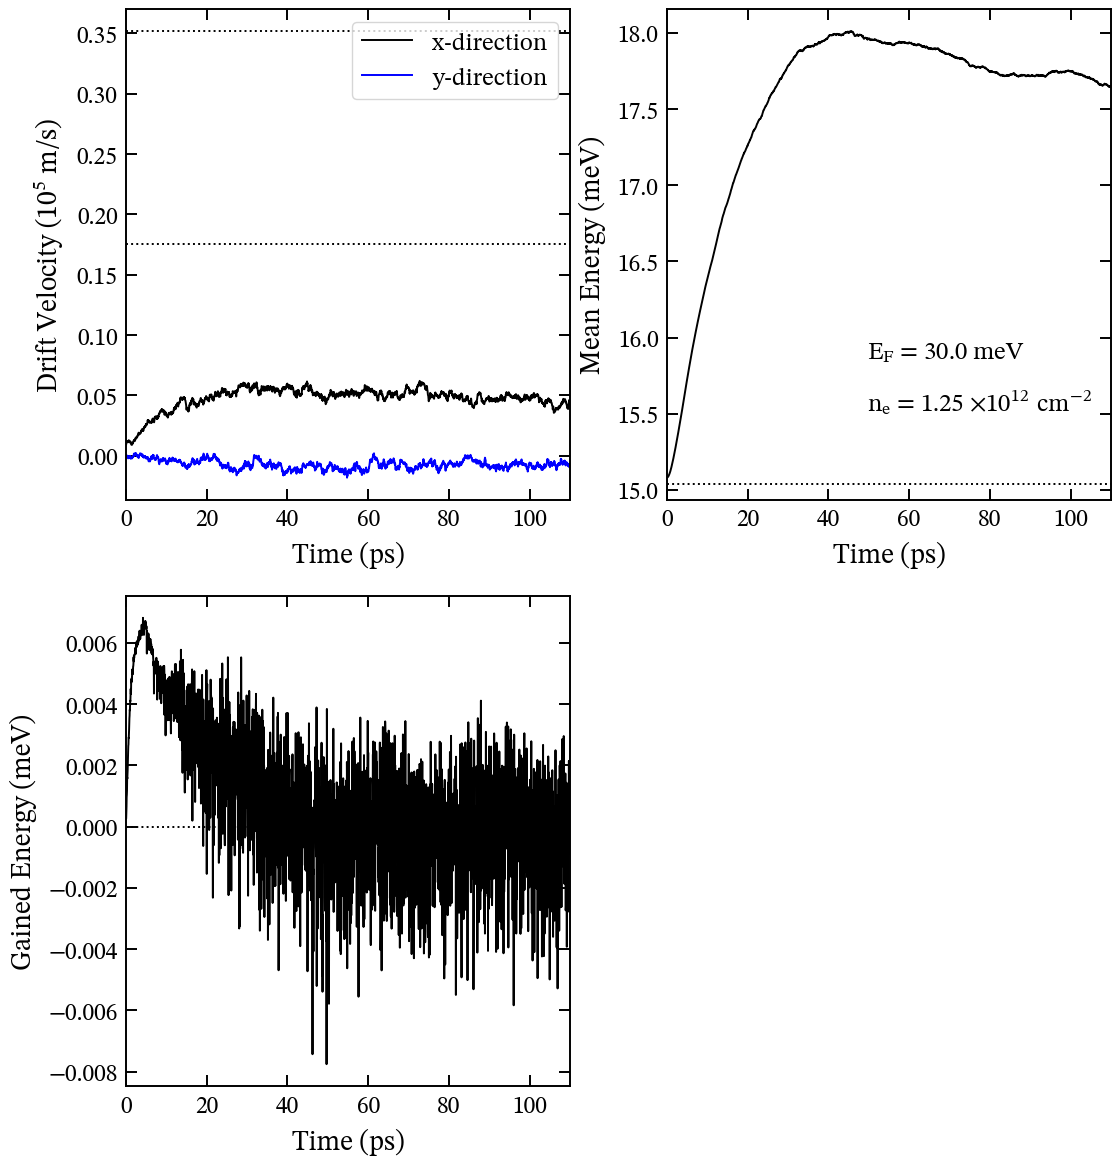 0.35
0.30
0.25
0.20
0.15
0.10
0.05
0.00
Drift Velocity (10⁵ m/s)
x-direction
y-direction
0 20 40 60 80 100
Time (ps)
18.0
17.5
17.0
16.5
16.0
15.5
15.0
Mean Energy (meV)
E_F = 30.0 meV
n_e = 1.25 ×10¹² cm⁻²
0 20 40 60 80 100
Time (ps)
0.006
0.004
0.002
0.000
−0.002
−0.004
−0.006
−0.008
Gained Energy (meV)
0 20 40 60 80 100
Time (ps)